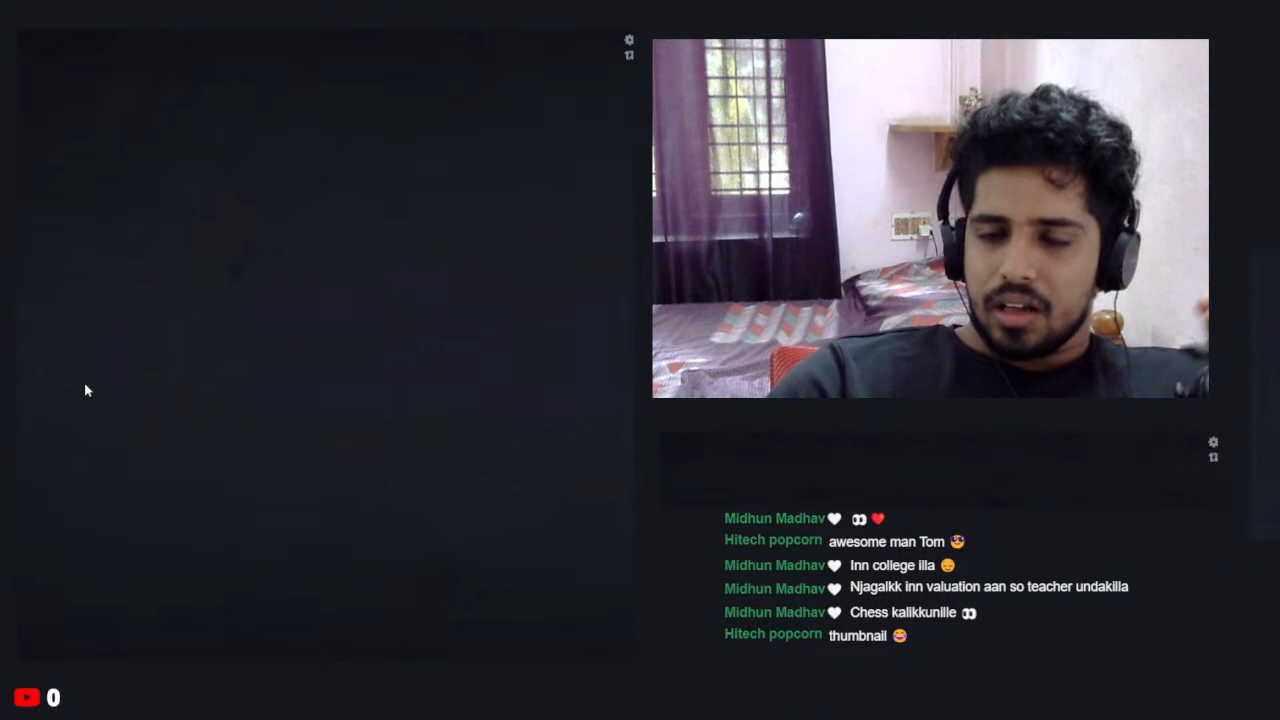 Midhun Madhav🤍 👀❤️
Hitech popcorn awesome man Tom 😎
Midhun Madhav🤍 Inn college illa 😔
Midhun Madhav🤍 Njagalkk inn valuation aan so teacher undakilla
Midhun Madhav🤍 Chess kalikkunille 👀
Hitech popcorn thumbnail 😂
0